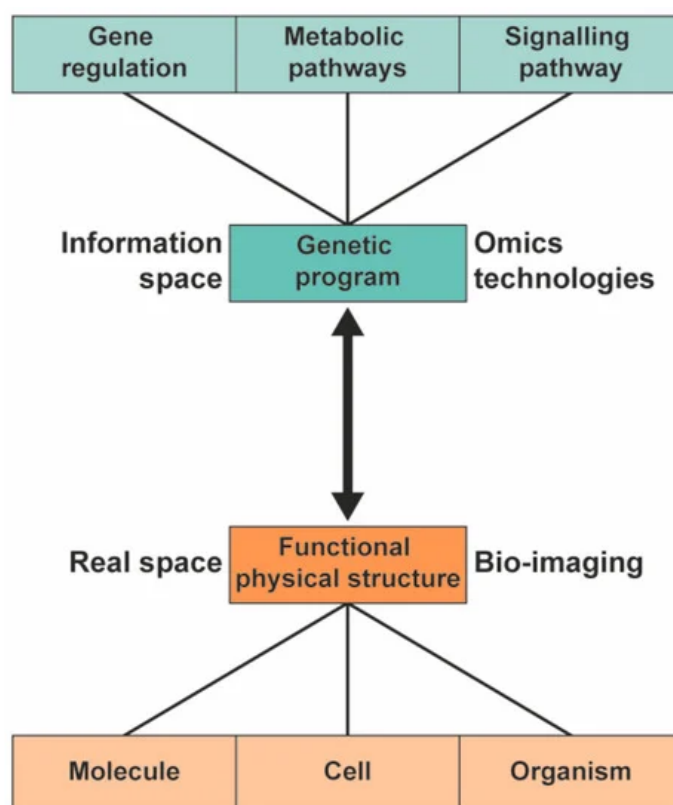 Gene
regulation
Metabolic
pathways
Signalling
pathway
Information
space
Genetic
program
Omics
technologies
Real space
Functional
physical structure
Bio-imaging
Molecule
Cell
Organism